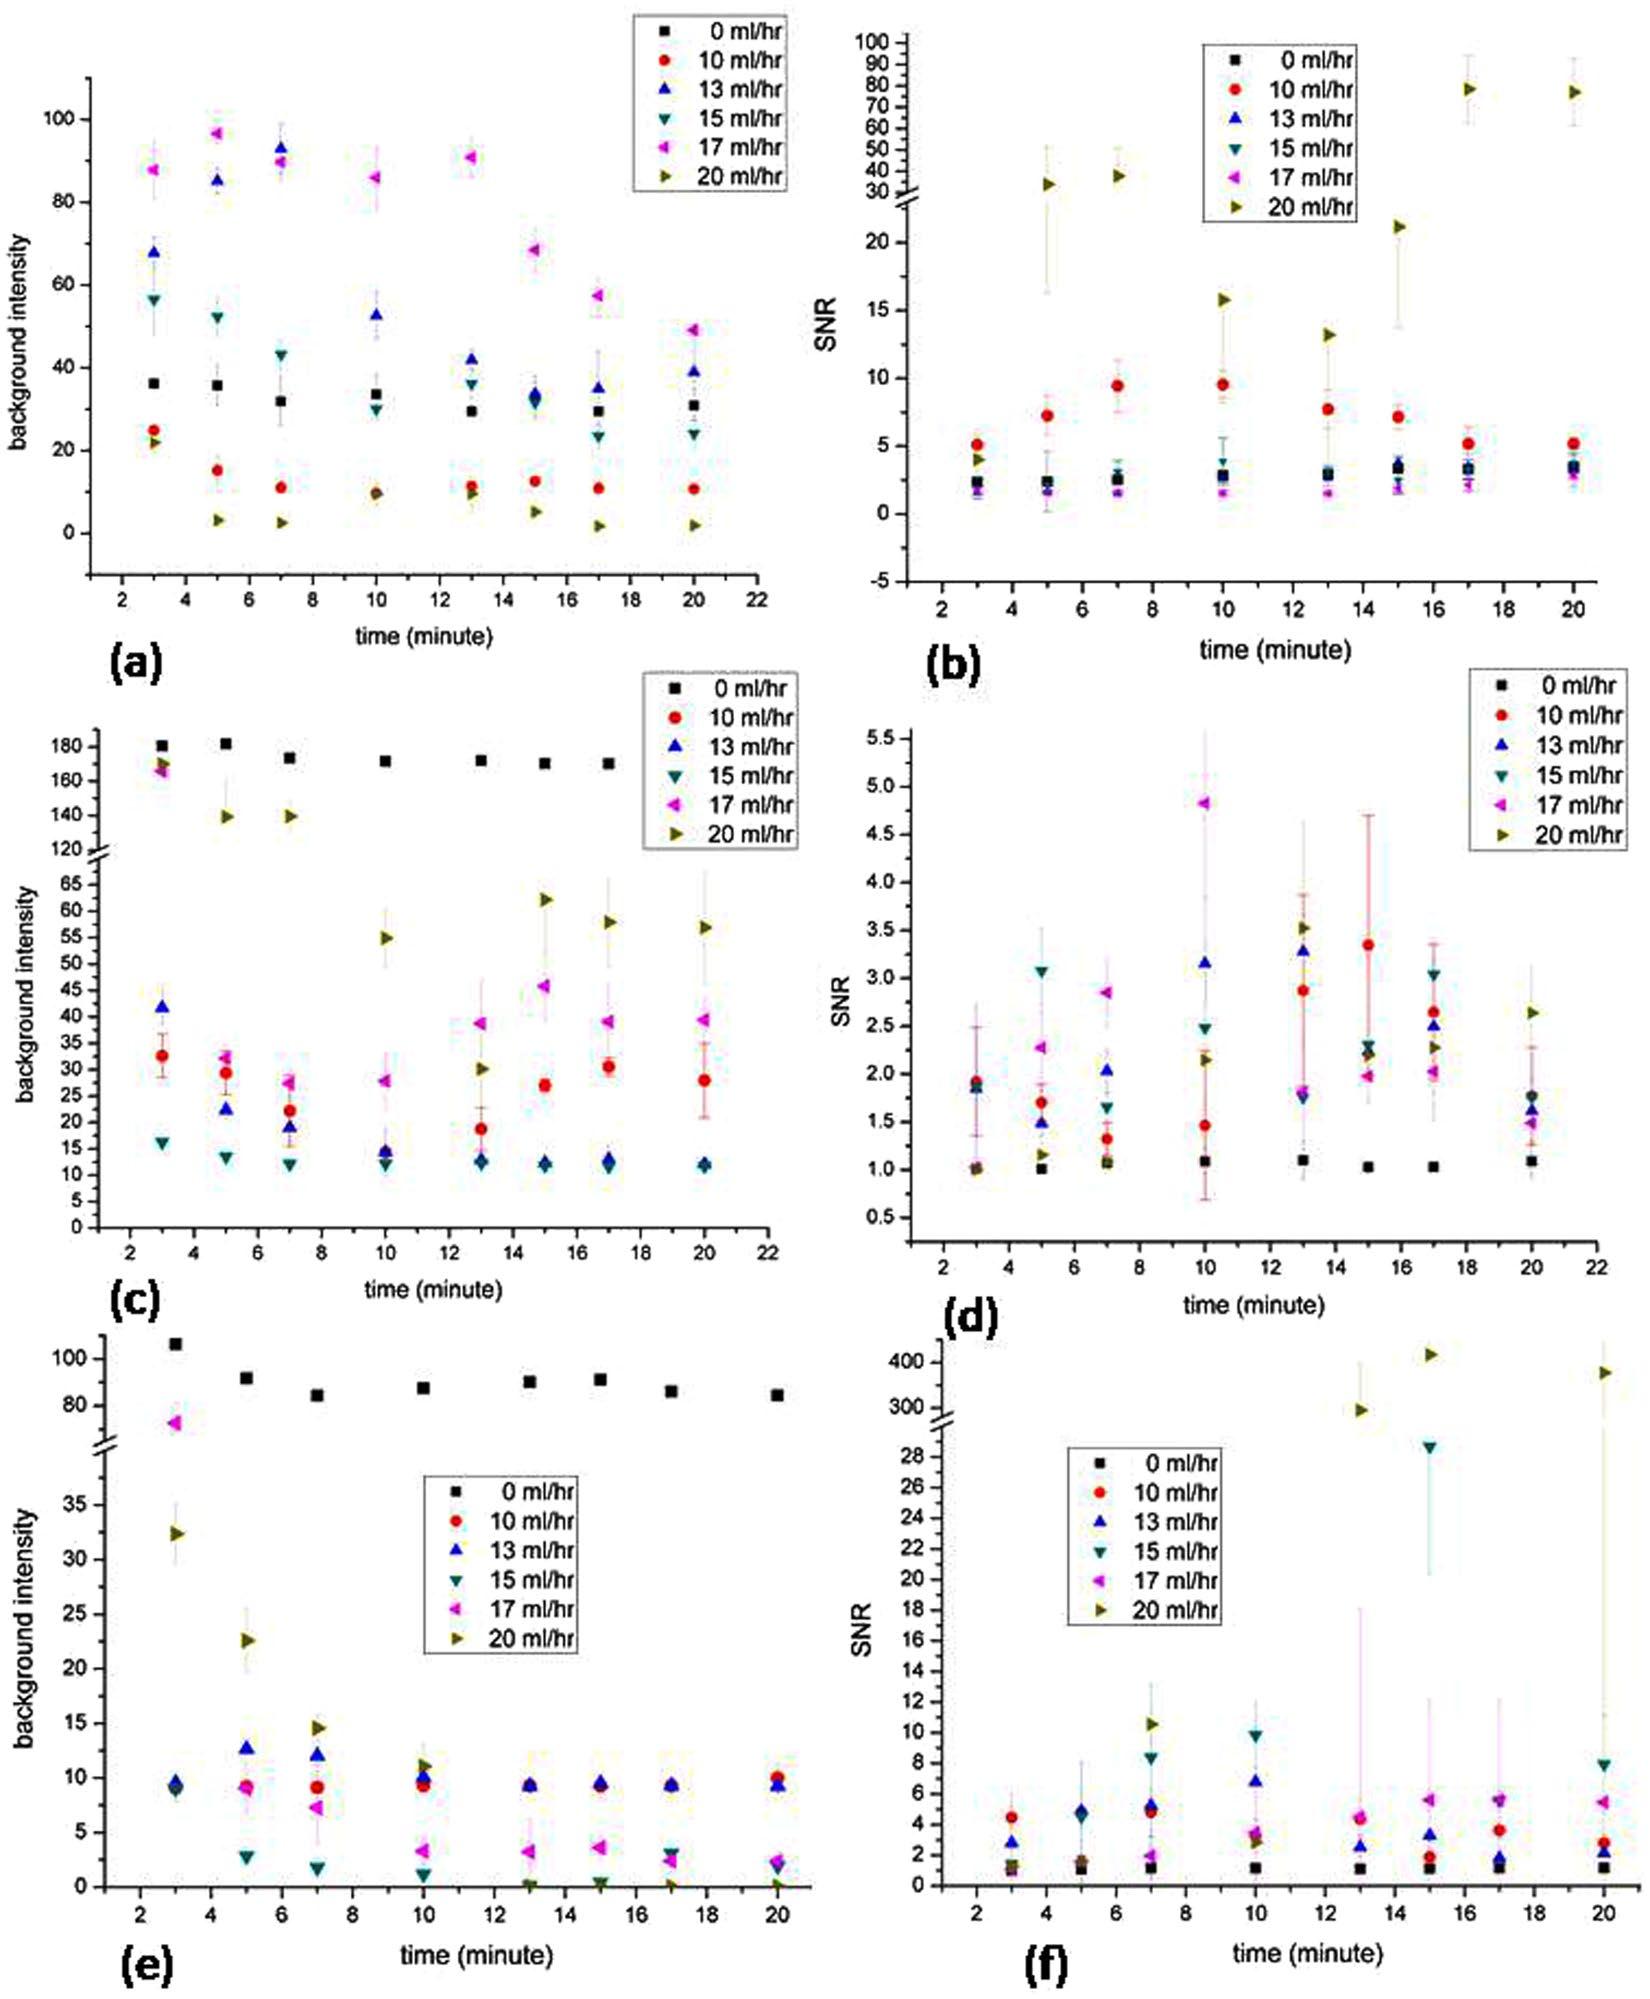 0 ml/hr
10 ml/hr
13 ml/hr
15 ml/hr
17 ml/hr
20 ml/hr
background intensity
100
80
60
40
20
0
2 4 6 8 10 12 14 16 18 20 22
time (minute)
(a)
0 ml/hr
10 ml/hr
13 ml/hr
15 ml/hr
17 ml/hr
20 ml/hr
SNR
100
90
80
70
60
50
40
30
20
15
10
5
0
-5
2 4 6 8 10 12 14 16 18 20
time (minute)
(b)
0 ml/hr
10 ml/hr
13 ml/hr
15 ml/hr
17 ml/hr
20 ml/hr
background intensity
180
160
140
120
65
60
55
50
45
40
35
30
25
20
15
10
5
0
2 4 6 8 10 12 14 16 18 20 22
time (minute)
(c)
0 ml/hr
10 ml/hr
13 ml/hr
15 ml/hr
17 ml/hr
20 ml/hr
SNR
5.5
5.0
4.5
4.0
3.5
3.0
2.5
2.0
1.5
1.0
0.5
2 4 6 8 10 12 14 16 18 20 22
time (minute)
(d)
0 ml/hr
10 ml/hr
13 ml/hr
15 ml/hr
17 ml/hr
20 ml/hr
background intensity
100
80
35
30
25
20
15
10
5
0
2 4 6 8 10 12 14 16 18 20
time (minute)
(e)
0 ml/hr
10 ml/hr
13 ml/hr
15 ml/hr
17 ml/hr
20 ml/hr
SNR
400
300
28
26
24
22
20
18
16
14
12
10
8
6
4
2
0
2 4 6 8 10 12 14 16 18 20
time (minute)
(f)